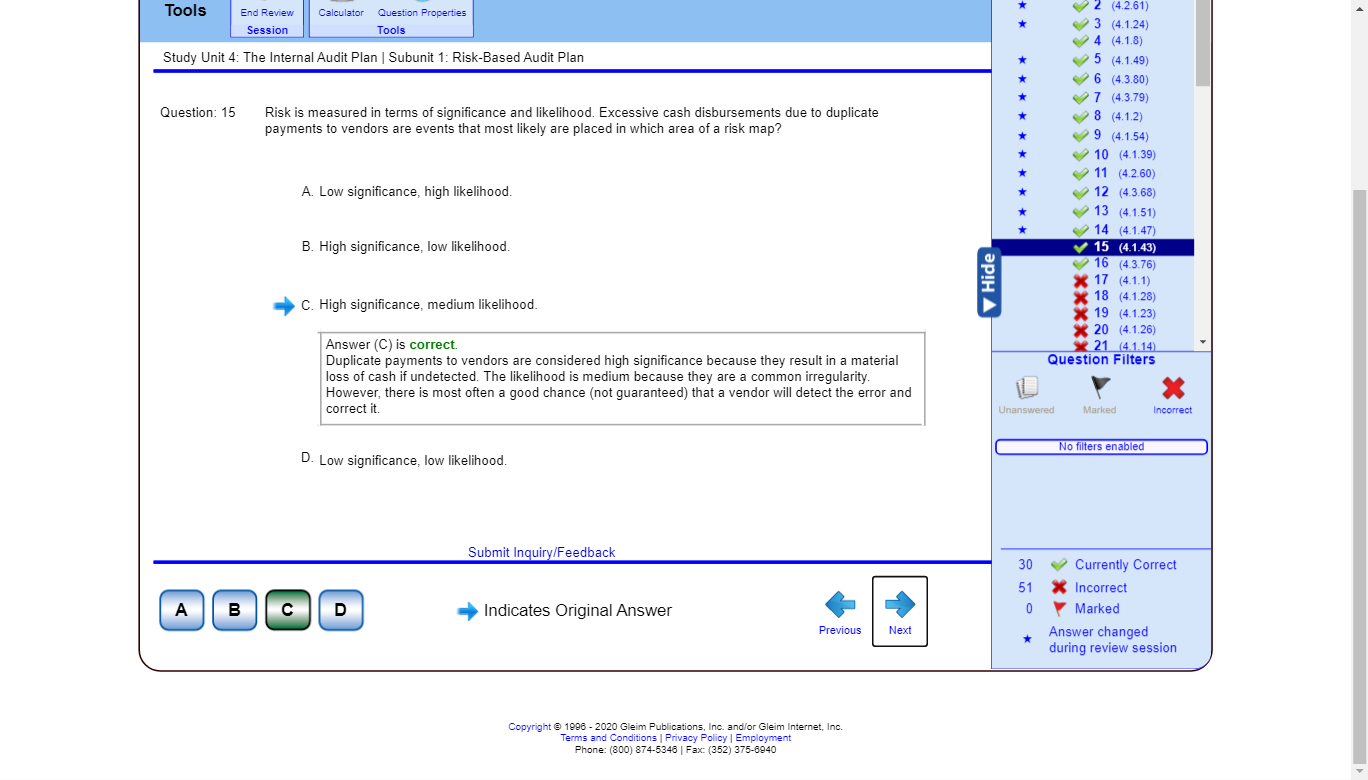 Tools
End Review
Session
Calculator
Question Properties
Tools
Study Unit 4: The Internal Audit Plan | Subunit 1: Risk-Based Audit Plan
Question: 15
Risk is measured in terms of significance and likelihood. Excessive cash disbursements due to duplicate
payments to vendors are events that most likely are placed in which area of a risk map?
A. Low significance, high likelihood.
B. High significance, low likelihood.
C. High significance, medium likelihood.
Answer (C) is correct.
Duplicate payments to vendors are considered high significance because they result in a material
loss of cash if undetected. The likelihood is medium because they are a common irregularity.
However, there is most often a good chance (not guaranteed) that a vendor will detect the error and
correct it.
D. Low significance, low likelihood.
Submit Inquiry/Feedback
A B C D
Indicates Original Answer
Previous
Next
2 (4.2.61)
3 (4.1.24)
4 (4.1.8)
5 (4.1.49)
6 (4.3.80)
7 (4.3.79)
8 (4.1.2)
9 (4.1.54)
10 (4.1.39)
11 (4.2.60)
12 (4.3.68)
13 (4.1.51)
14 (4.1.47)
15 (4.1.43)
16 (4.3.76)
17 (4.1.1)
18 (4.1.28)
19 (4.1.23)
20 (4.1.26)
21 (4.1.14)
Hide
Question Filters
Unanswered
Marked
Incorrect
No filters enabled
30 Currently Correct
51 Incorrect
0 Marked
Answer changed
during review session
Copyright © 1996 - 2020 Gleim Publications, Inc. and/or Gleim Internet, Inc.
Terms and Conditions | Privacy Policy | Employment
Phone: (800) 874-5346 | Fax: (352) 375-6940